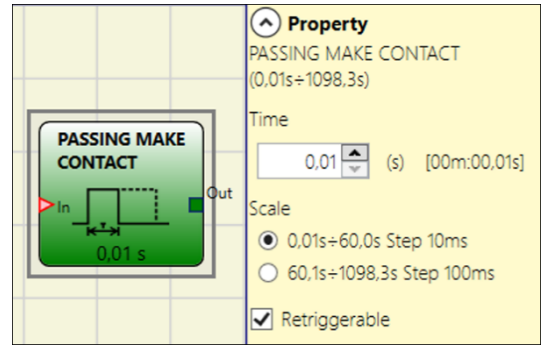 PASSING MAKE
CONTACT
In
Out
0,01 s
Property
PASSING MAKE CONTACT
(0,01s÷1098,3s)
Time
0,01 (s) [00m:00,01s]
Scale
0,01s÷60,0s Step 10ms
60,1s÷1098,3s Step 100ms
Retriggerable